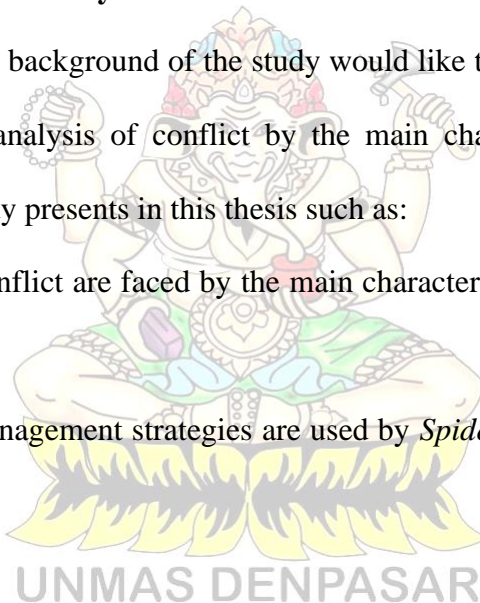 background of the study would like t
analysis of conflict by the main cha
y presents in this thesis such as:
nflict are faced by the main character
nagement strategies are used by Spid
UNMAS DENPASAR